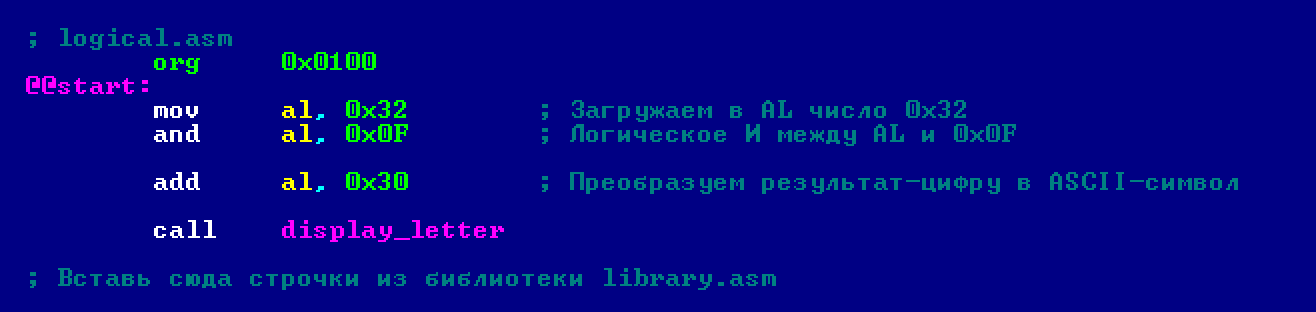 ; logical.asm
org 0x0100
@@start:
mov al, 0x32 ; Загружаем в AL число 0x32
and al, 0x0F ; Логическое И между AL и 0x0F
add al, 0x30 ; Преобразуем результат-цифру в ASCII-символ
call display_letter
; Вставь сюда строчки из библиотеки library.asm